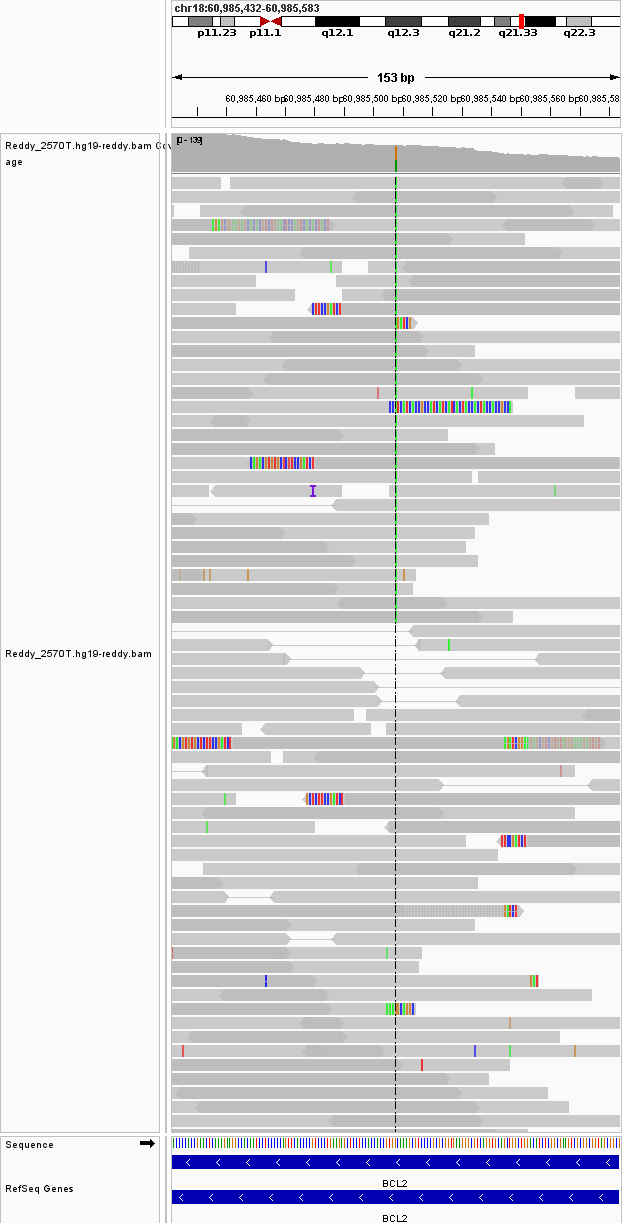 chr18:60,985,432-60,985,583
p11.23 p11.1 q12.1 q12.3 q21.2 q21.33 q22.3
153 bp
60,985,460 bp 60,985,480 bp 60,985,500 bp 60,985,520 bp 60,985,540 bp 60,985,560 bp 60,985,58
Reddy_2570T.hg19-reddy.bam Cov
age
[0 - 139]
Reddy_2570T.hg19-reddy.bam
Sequence
BCL2
RefSeq Genes
BCL2